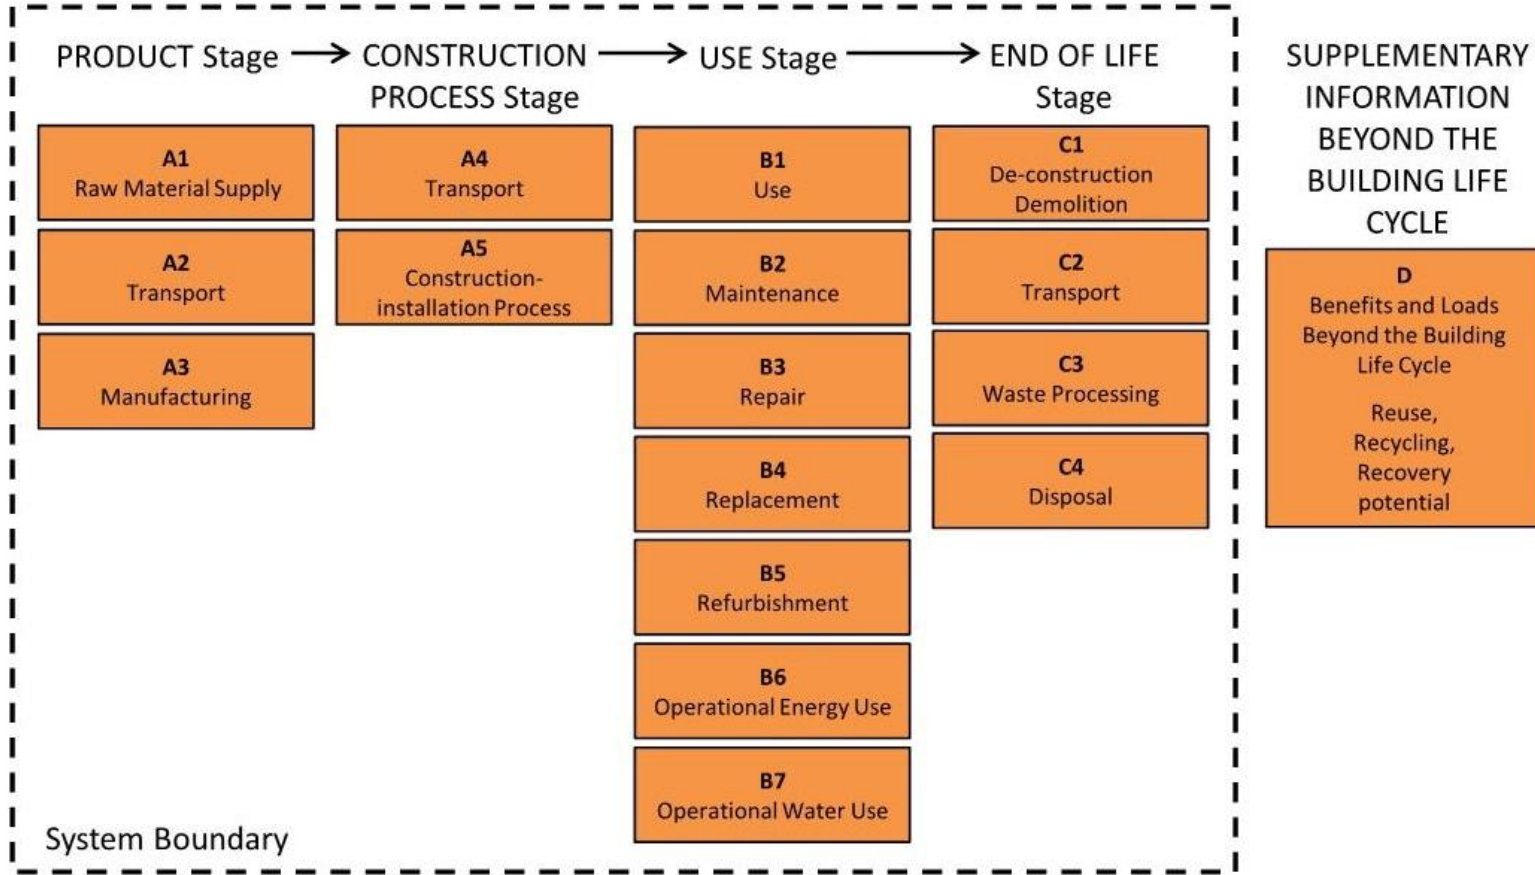 PRODUCT Stage
CONSTRUCTION
PROCESS Stage
USE Stage
END OF LIFE
Stage
SUPPLEMENTARY
INFORMATION
BEYOND THE
BUILDING LIFE
CYCLE
A1
Raw Material Supply
A2
Transport
A3
Manufacturing
A4
Transport
A5
Construction-
installation Process
B1
Use
B2
Maintenance
B3
Repair
B4
Replacement
B5
Refurbishment
B6
Operational Energy Use
B7
Operational Water Use
C1
De-construction
Demolition
C2
Transport
C3
Waste Processing
C4
Disposal
D
Benefits and Loads
Beyond the Building
Life Cycle
Reuse,
Recycling,
Recovery
potential
System Boundary